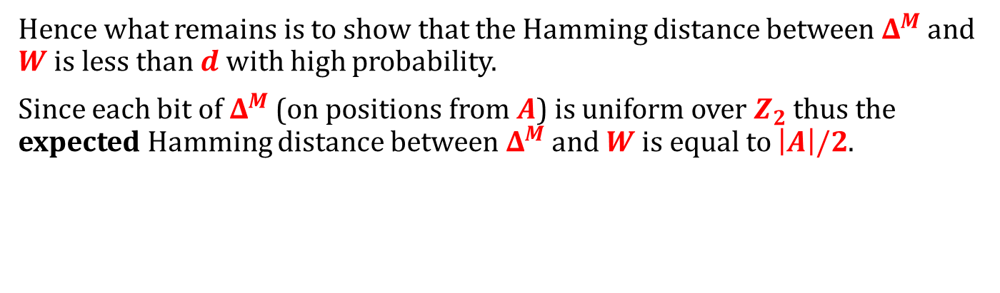 Hence what remains is to show that the Hamming distance between Δ^M and
W is less than d with high probability.
Since each bit of Δ^M (on positions from A) is uniform over Z₂ thus the
expected Hamming distance between Δ^M and W is equal to |A|/2.